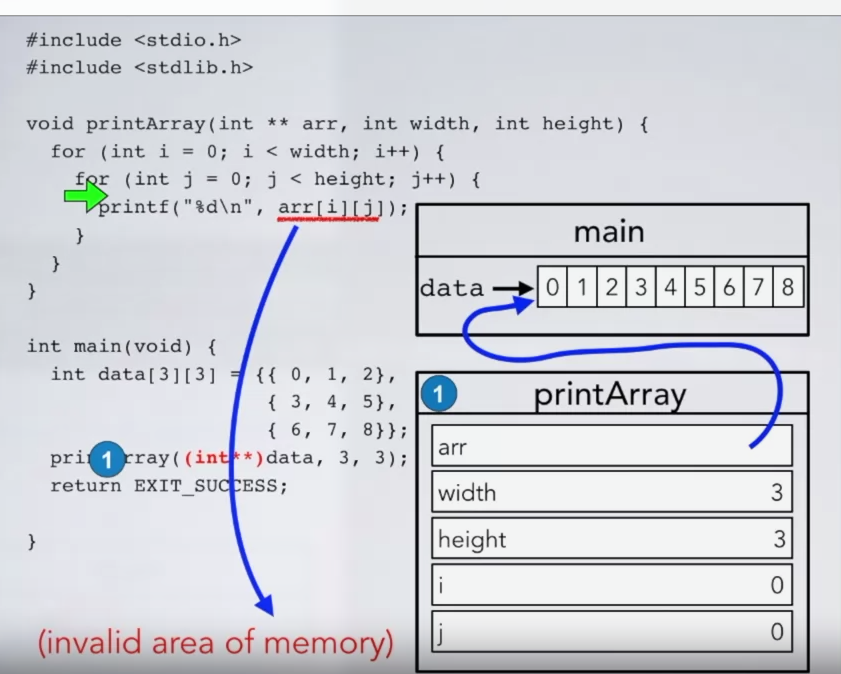 #include <stdio.h>
#include <stdlib.h>
void printArray(int ** arr, int width, int height) {
for (int i = 0; i < width; i++) {
for (int j = 0; j < height; j++) {
printf("%d\n", arr[i][j]);
}
}
}
int main(void) {
int data[3][3] = {{ 0, 1, 2},
{ 3, 4, 5},
{ 6, 7, 8}};
pri 1 rray((int**)data, 3, 3);
return EXIT_SUCCESS;
}
(invalid area of memory)
main
data 0 1 2 3 4 5 6 7 8
1 printArray
arr
width 3
height 3
i 0
j 0